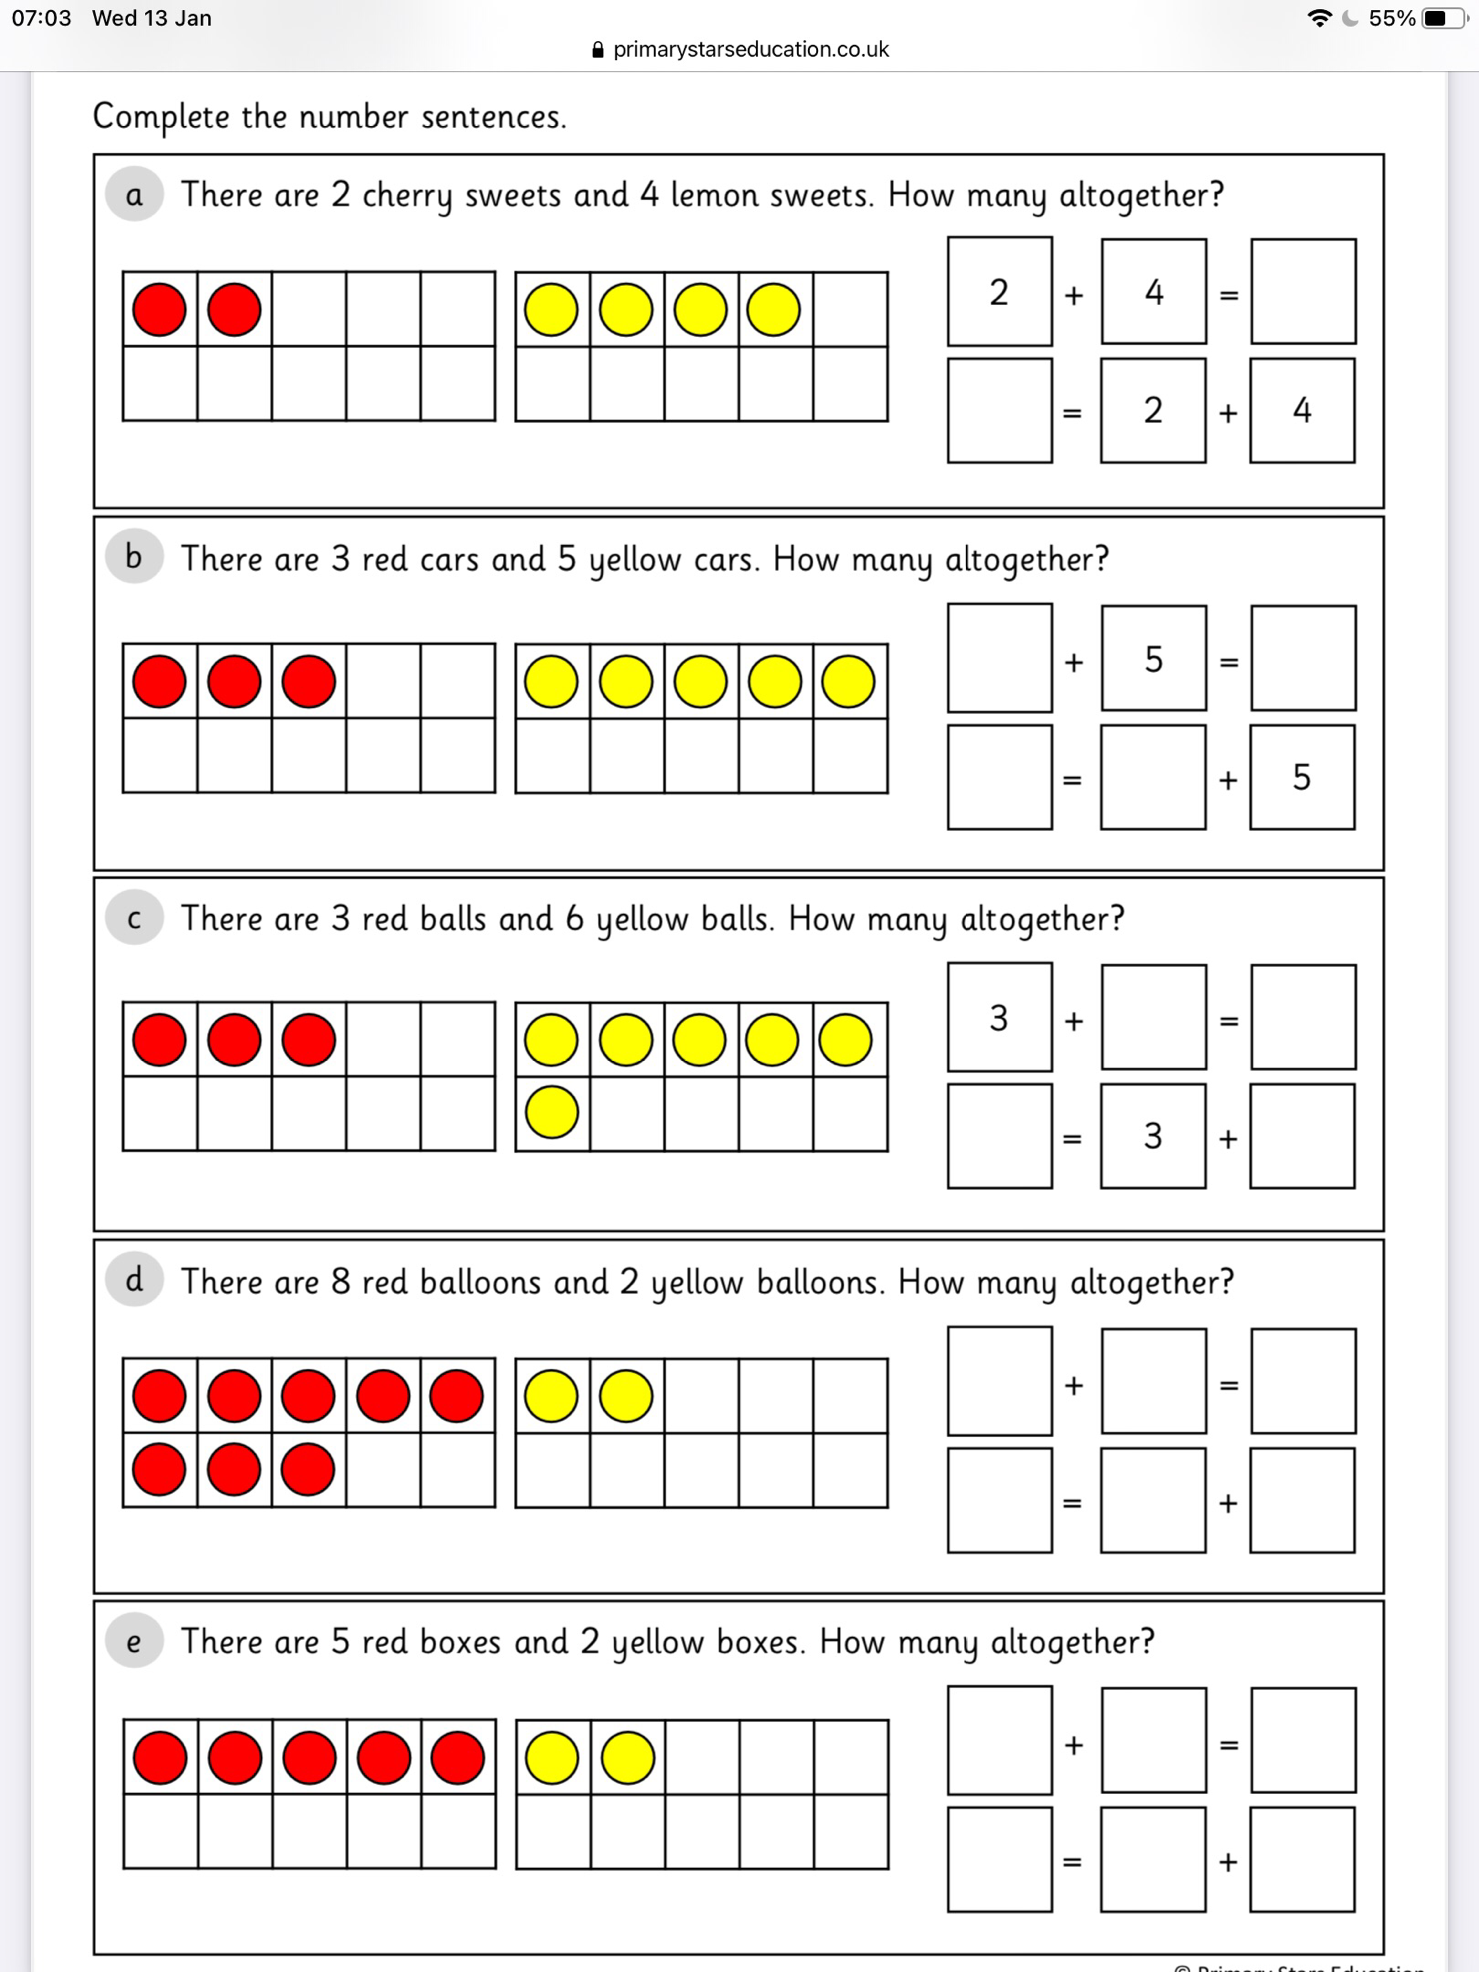 07:03 Wed 13 Jan 55%
primarystarseducation.co.uk
Complete the number sentences.
a There are 2 cherry sweets and 4 lemon sweets. How many altogether?
2 + 4 =
= 2 + 4
b There are 3 red cars and 5 yellow cars. How many altogether?
+ 5 =
= + 5
c There are 3 red balls and 6 yellow balls. How many altogether?
3 + =
= 3 +
d There are 8 red balloons and 2 yellow balloons. How many altogether?
+ =
= +
e There are 5 red boxes and 2 yellow boxes. How many altogether?
+ =
= +
© Primary Stars Education